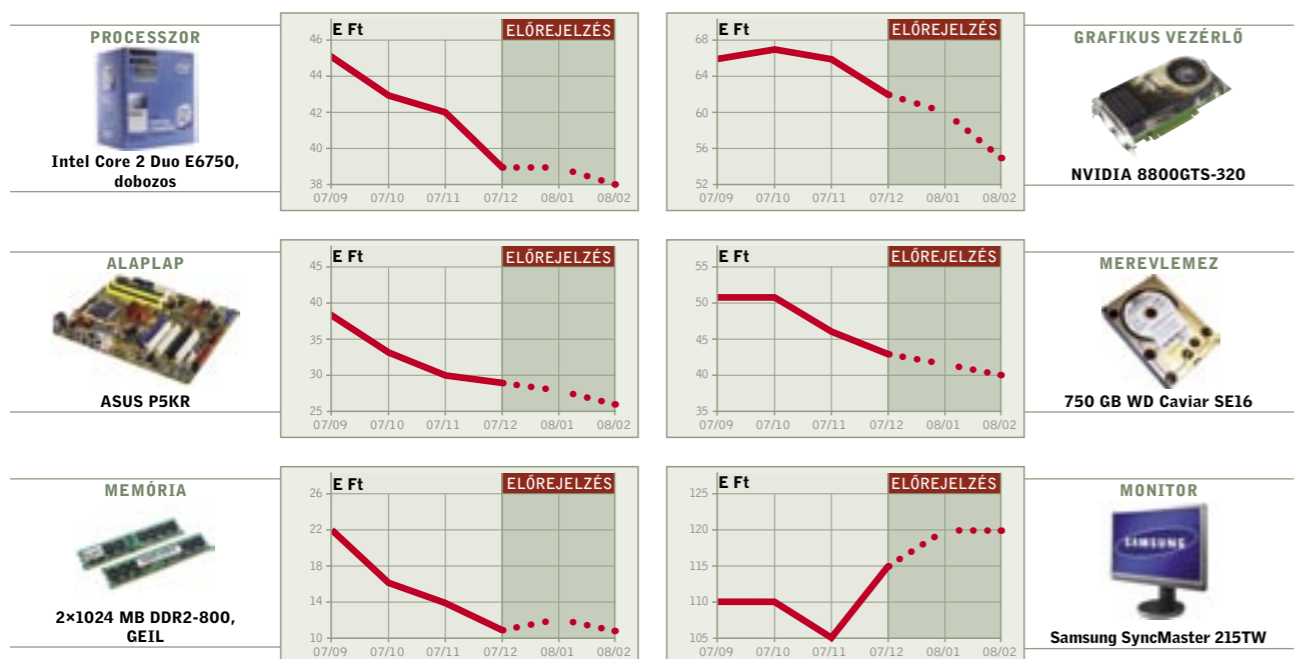 PROCESSZOR
Intel Core 2 Duo E6750,
dobozos
E Ft
ELŐREJELZÉS
46
44
42
40
38
07/09 07/10 07/11 07/12 08/01 08/02
E Ft
ELŐREJELZÉS
68
64
60
56
52
07/09 07/10 07/11 07/12 08/01 08/02
GRAFIKUS VEZÉRLŐ
NVIDIA 8800GTS-320
ALAPLAP
ASUS P5KR
E Ft
ELŐREJELZÉS
45
40
35
30
25
07/09 07/10 07/11 07/12 08/01 08/02
E Ft
ELŐREJELZÉS
55
50
45
40
35
07/09 07/10 07/11 07/12 08/01 08/02
MEREVLEMEZ
750 GB WD Caviar SE16
MEMÓRIA
2×1024 MB DDR2-800,
GEIL
E Ft
ELŐREJELZÉS
26
22
18
14
10
07/09 07/10 07/11 07/12 08/01 08/02
E Ft
ELŐREJELZÉS
125
120
115
110
105
07/09 07/10 07/11 07/12 08/01 08/02
MONITOR
SAMSUNG
Samsung SyncMaster 215TW